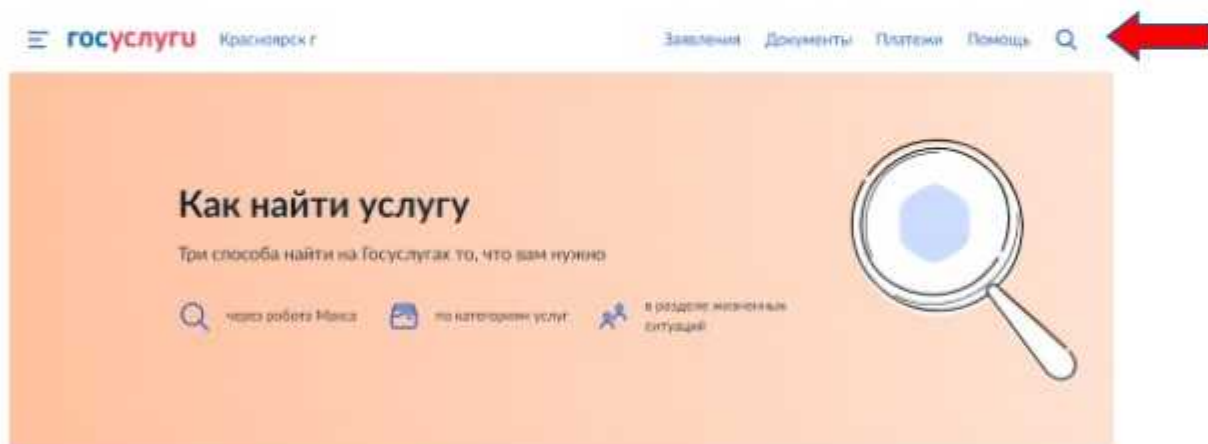 госуслуги Красноярск г Заявления Документы Платежи Помощь
Как найти услугу
Три способа найти на Госуслугах то, что вам нужно
через робота Макса по категориям услуг в разделе жизненных
ситуаций